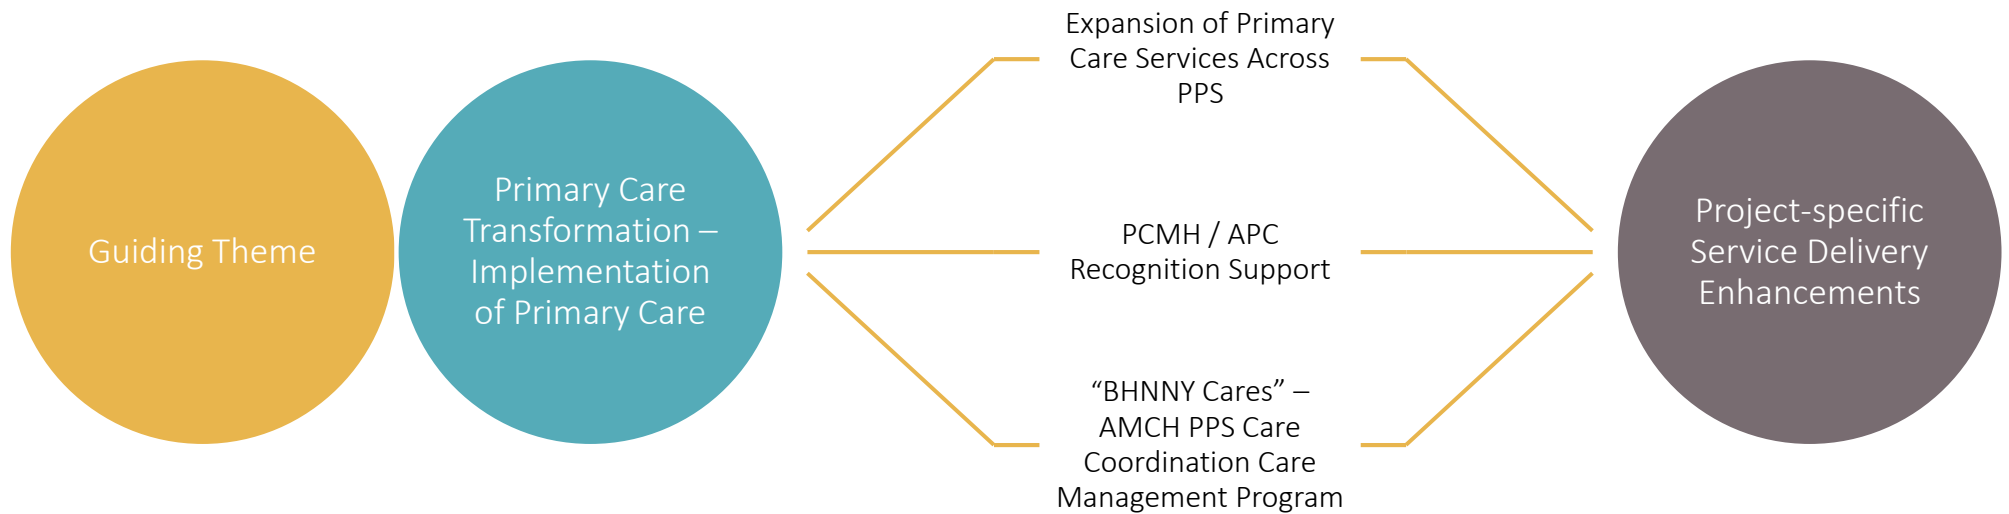 Guiding Theme
Primary Care
Transformation –
Implementation
of Primary Care
Expansion of Primary
Care Services Across
PPS
PCMH / APC
Recognition Support
“BHNNY Cares” –
AMCH PPS Care
Coordination Care
Management Program
Project-specific
Service Delivery
Enhancements